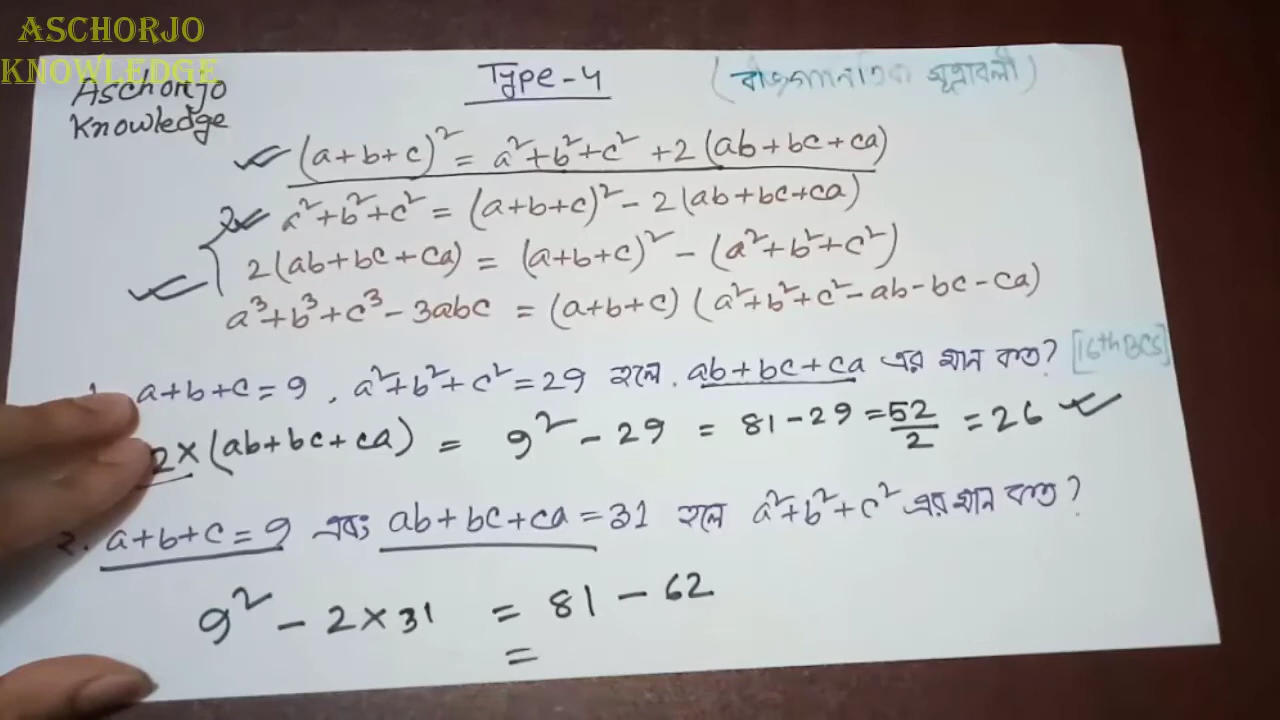 ASCHORJO
KNOWLEDGE
Aschorjo
Knowledge
Type-4 (বীজগাণিতিক সূত্রাবলী)
(a+b+c)² = a²+b²+c² +2(ab+bc+ca)
2 a²+b²+c² = (a+b+c)² - 2(ab+bc+ca)
2(ab+bc+ca) = (a+b+c)² - (a²+b²+c²)
a³+b³+c³-3abc = (a+b+c) (a²+b²+c²-ab-bc-ca)
1. a+b+c=9, a²+b²+c²=29 হলে. ab+bc+ca এর মান কত? [16th BCS]
2×(ab+bc+ca) = 9² - 29 = 81-29 = 52/2 = 26
2. a+b+c=9 এবং ab+bc+ca=31 হলে a²+b²+c² এর মান কত?
9² - 2×31 = 81 - 62
=